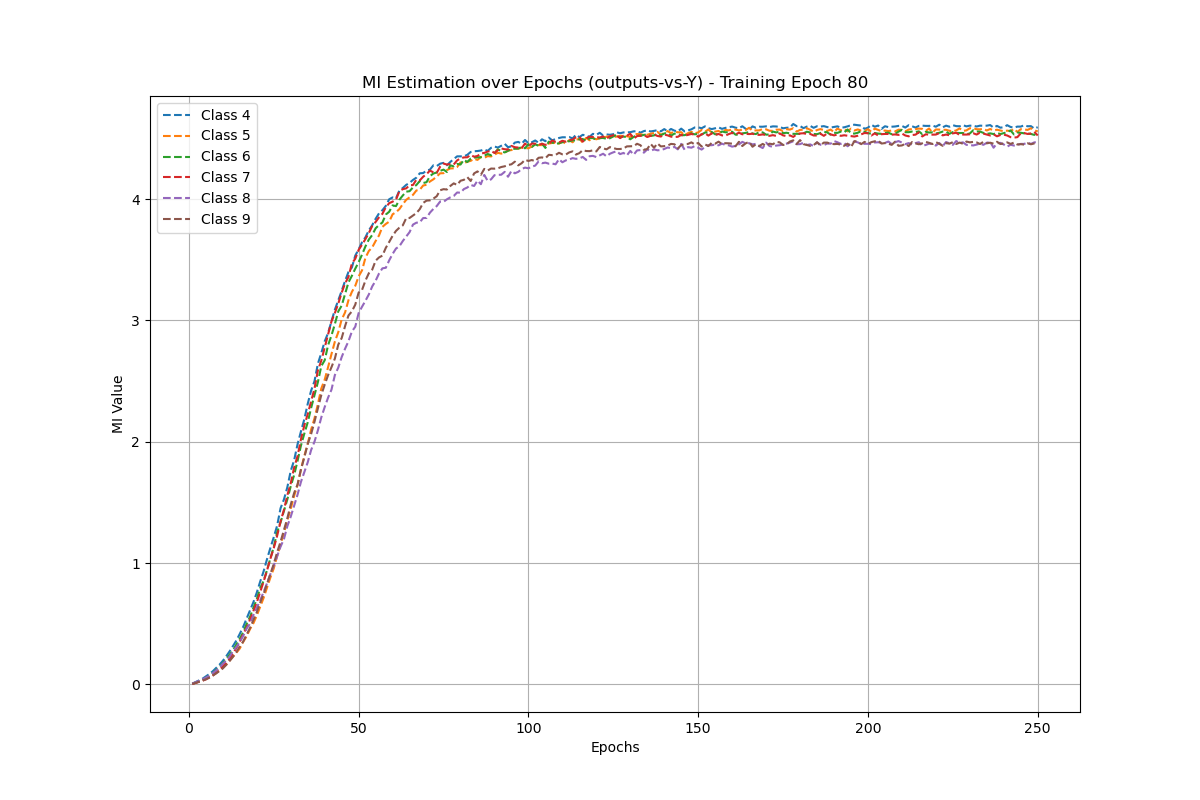 MI Estimation over Epochs (outputs-vs-Y) - Training Epoch 80
Class 4
Class 5
Class 6
Class 7
Class 8
Class 9
MI Value
4
3
2
1
0
0 50 100 150 200 250
Epochs